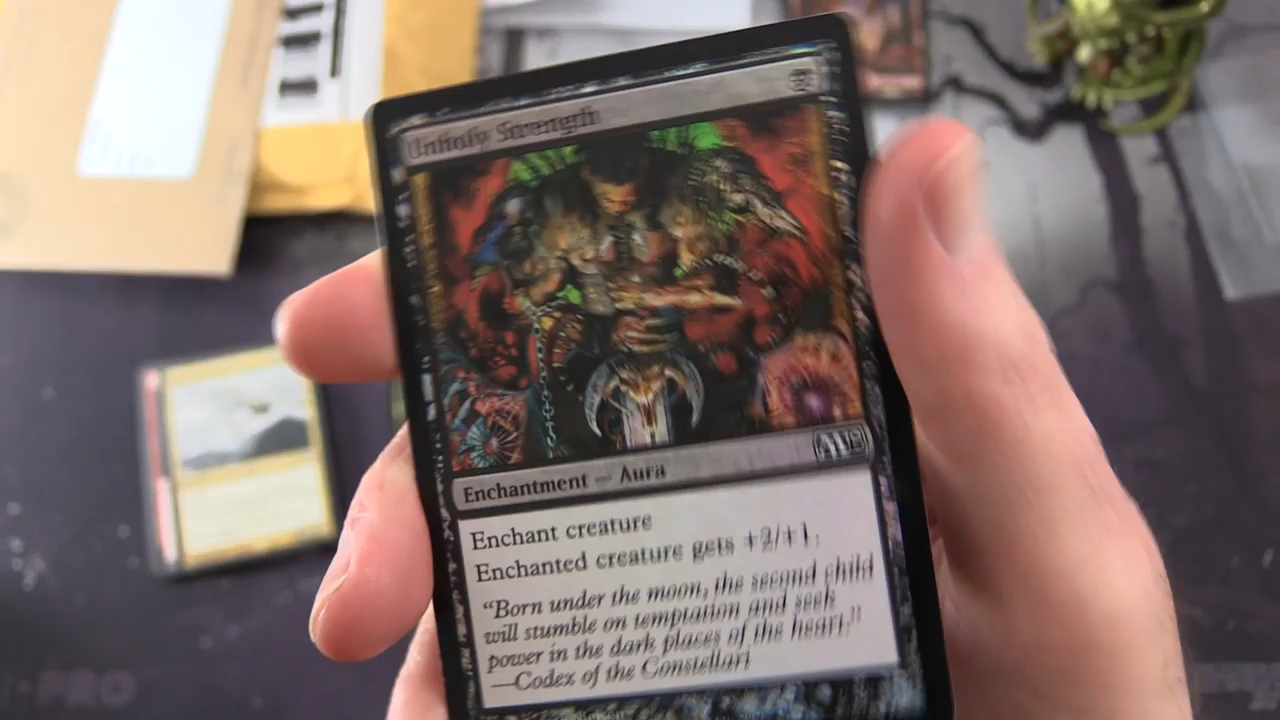 Unholy Strength
Enchantment — Aura
Enchant creature
Enchanted creature gets +2/+1.
"Born under the moon, the second child
will stumble on temptation and seek
power in the dark places of the heart."
—Codex of the Constellari
PRO